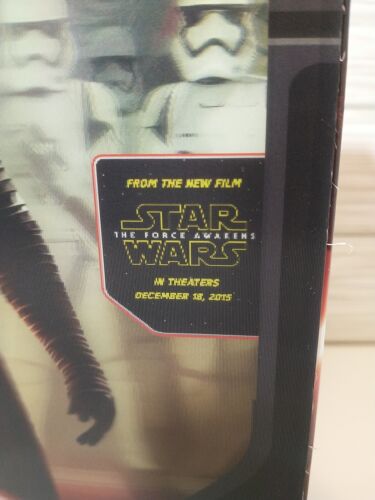 FROM THE NEW FILM
STAR
THE FORCE AWAKENS
WARS
IN THEATERS
DECEMBER 18, 2015